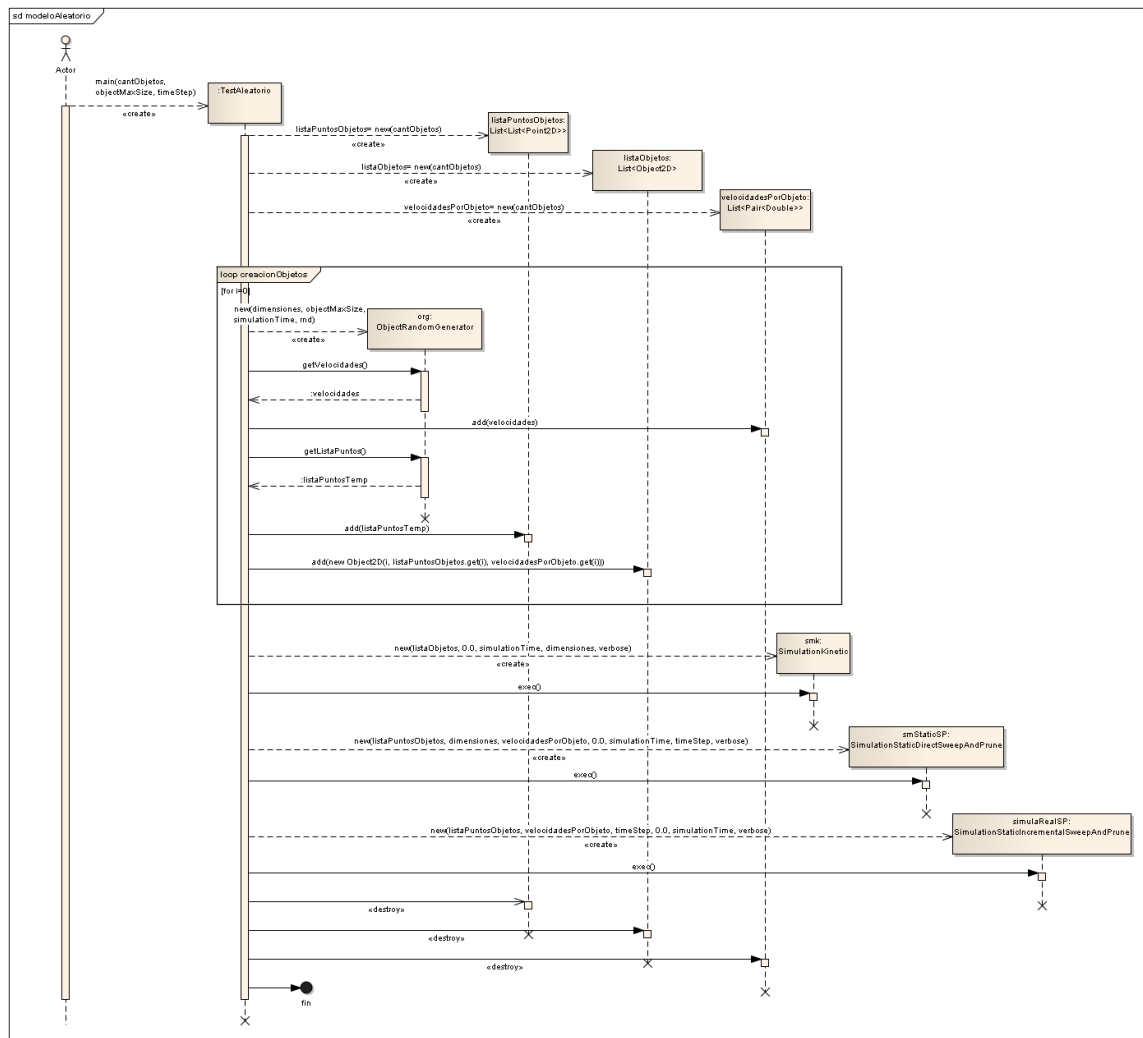 sd modeloAleatorio
Actor
main(cantObjetos,
objectMaxSize, timeStep)
«create»
:TestAleatorio
listaPuntosObjetos= new(cantObjetos)
«create»
listaPuntosObjetos:
List<List<Point2D>>
listaObjetos= new(cantObjetos)
«create»
listaObjetos:
List<Object2D>
velocidadesPorObjeto= new(cantObjetos)
«create»
velocidadesPorObjeto:
List<Pair<Double>>
loop creacionObjetos
[for i=0]
new(dimensiones, objectMaxSize,
simulationTime, rnd)
«create»
org:
ObjectRandomGenerator
getVelocidades()
:velocidades
add(velocidades)
getListaPuntos()
:listaPuntosTemp
add(listaPuntosTemp)
add(new Object2D(i, listaPuntosObjetos.get(i), velocidadesPorObjeto.get(i)))
new(listaObjetos, 0.0, simulationTime, dimensiones, verbose)
«create»
smk:
SimulationKinetic
exec()
new(listaPuntosObjetos, dimensiones, velocidadesPorObjeto, 0.0, simulationTime, timeStep, verbose)
«create»
smStaticSP:
SimulationStaticDirectSweepAndPrune
exec()
new(listaPuntosObjetos, velocidadesPorObjeto, timeStep, 0.0, simulationTime, verbose)
«create»
simulaRealSP:
SimulationStaticIncrementalSweepAndPrune
exec()
«destroy»
«destroy»
«destroy»
fin